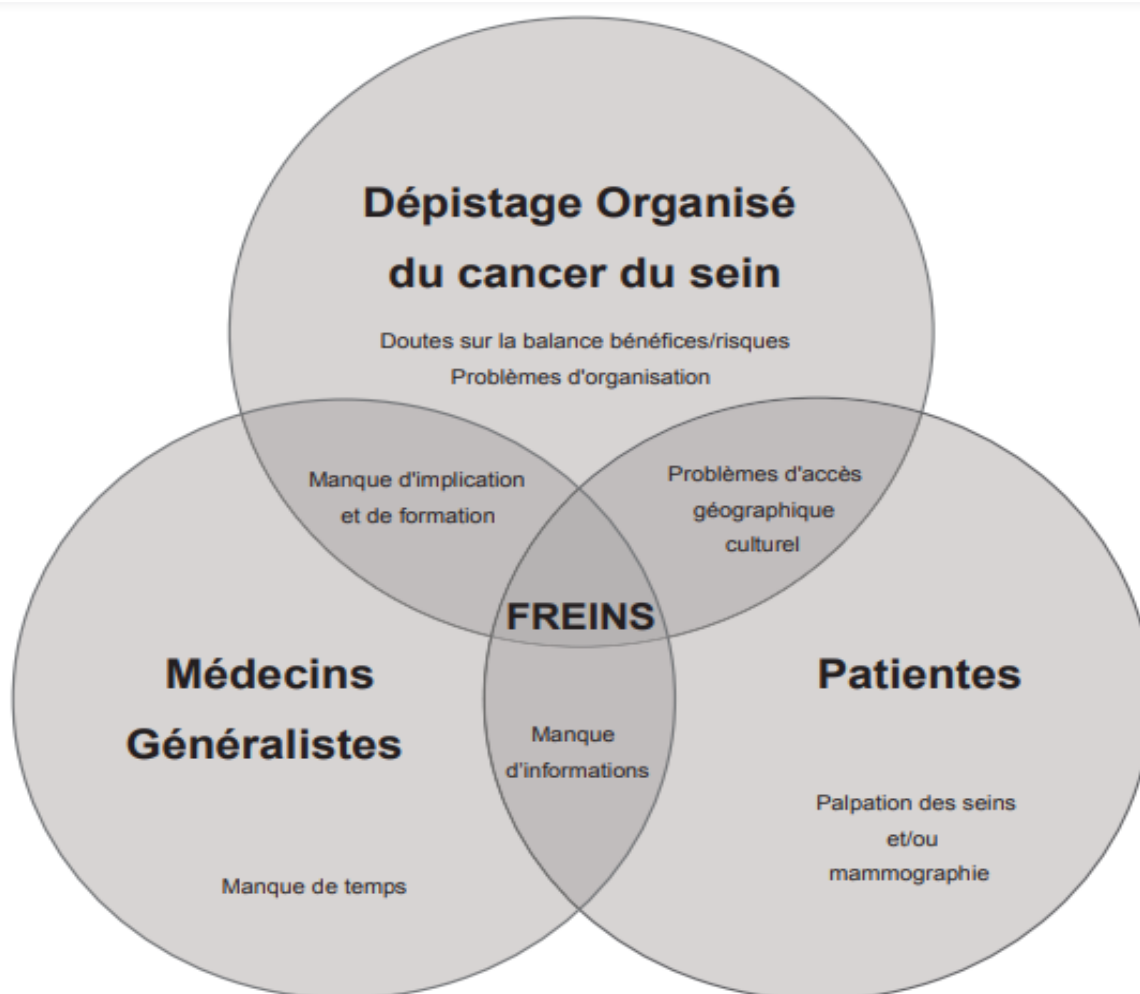 Dépistage Organisé
du cancer du sein
Doutes sur la balance bénéfices/risques
Problèmes d'organisation
Manque d'implication
et de formation
Problèmes d'accès
géographique
culturel
FREINS
Médecins
Généralistes
Patientes
Manque
d'informations
Palpation des seins
et/ou
mammographie
Manque de temps